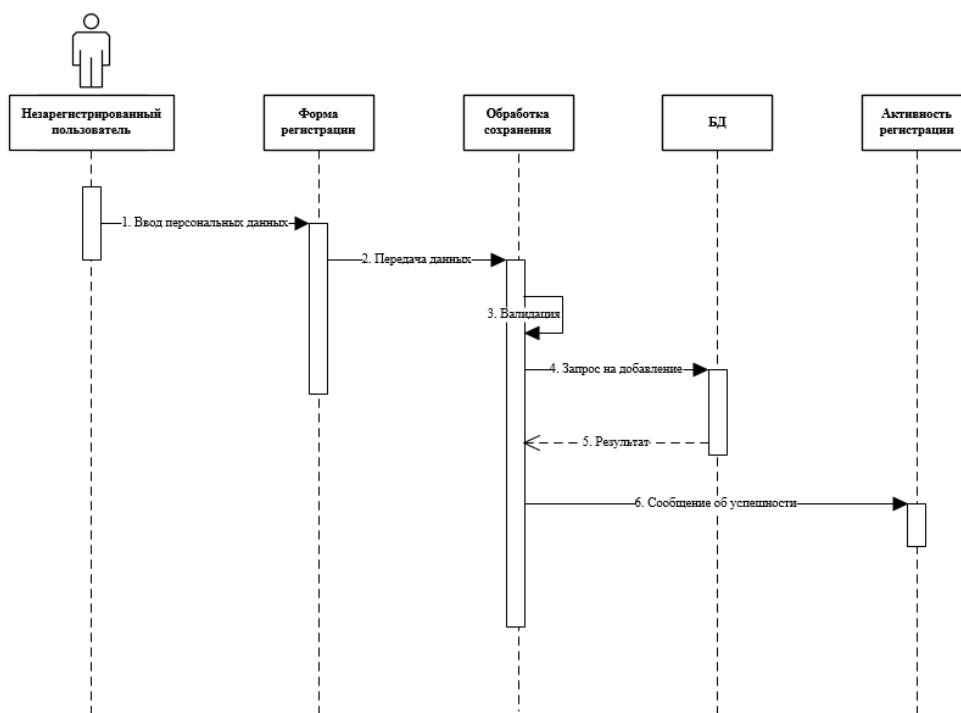 Незарегистрированный
пользователь
Форма
регистрации
Обработка
сохранения
БД
Активность
регистрации
1. Ввод персональных данных
2. Передача данных
3. Валидация
4. Запрос на добавление
5. Результат
6. Сообщение об успешности